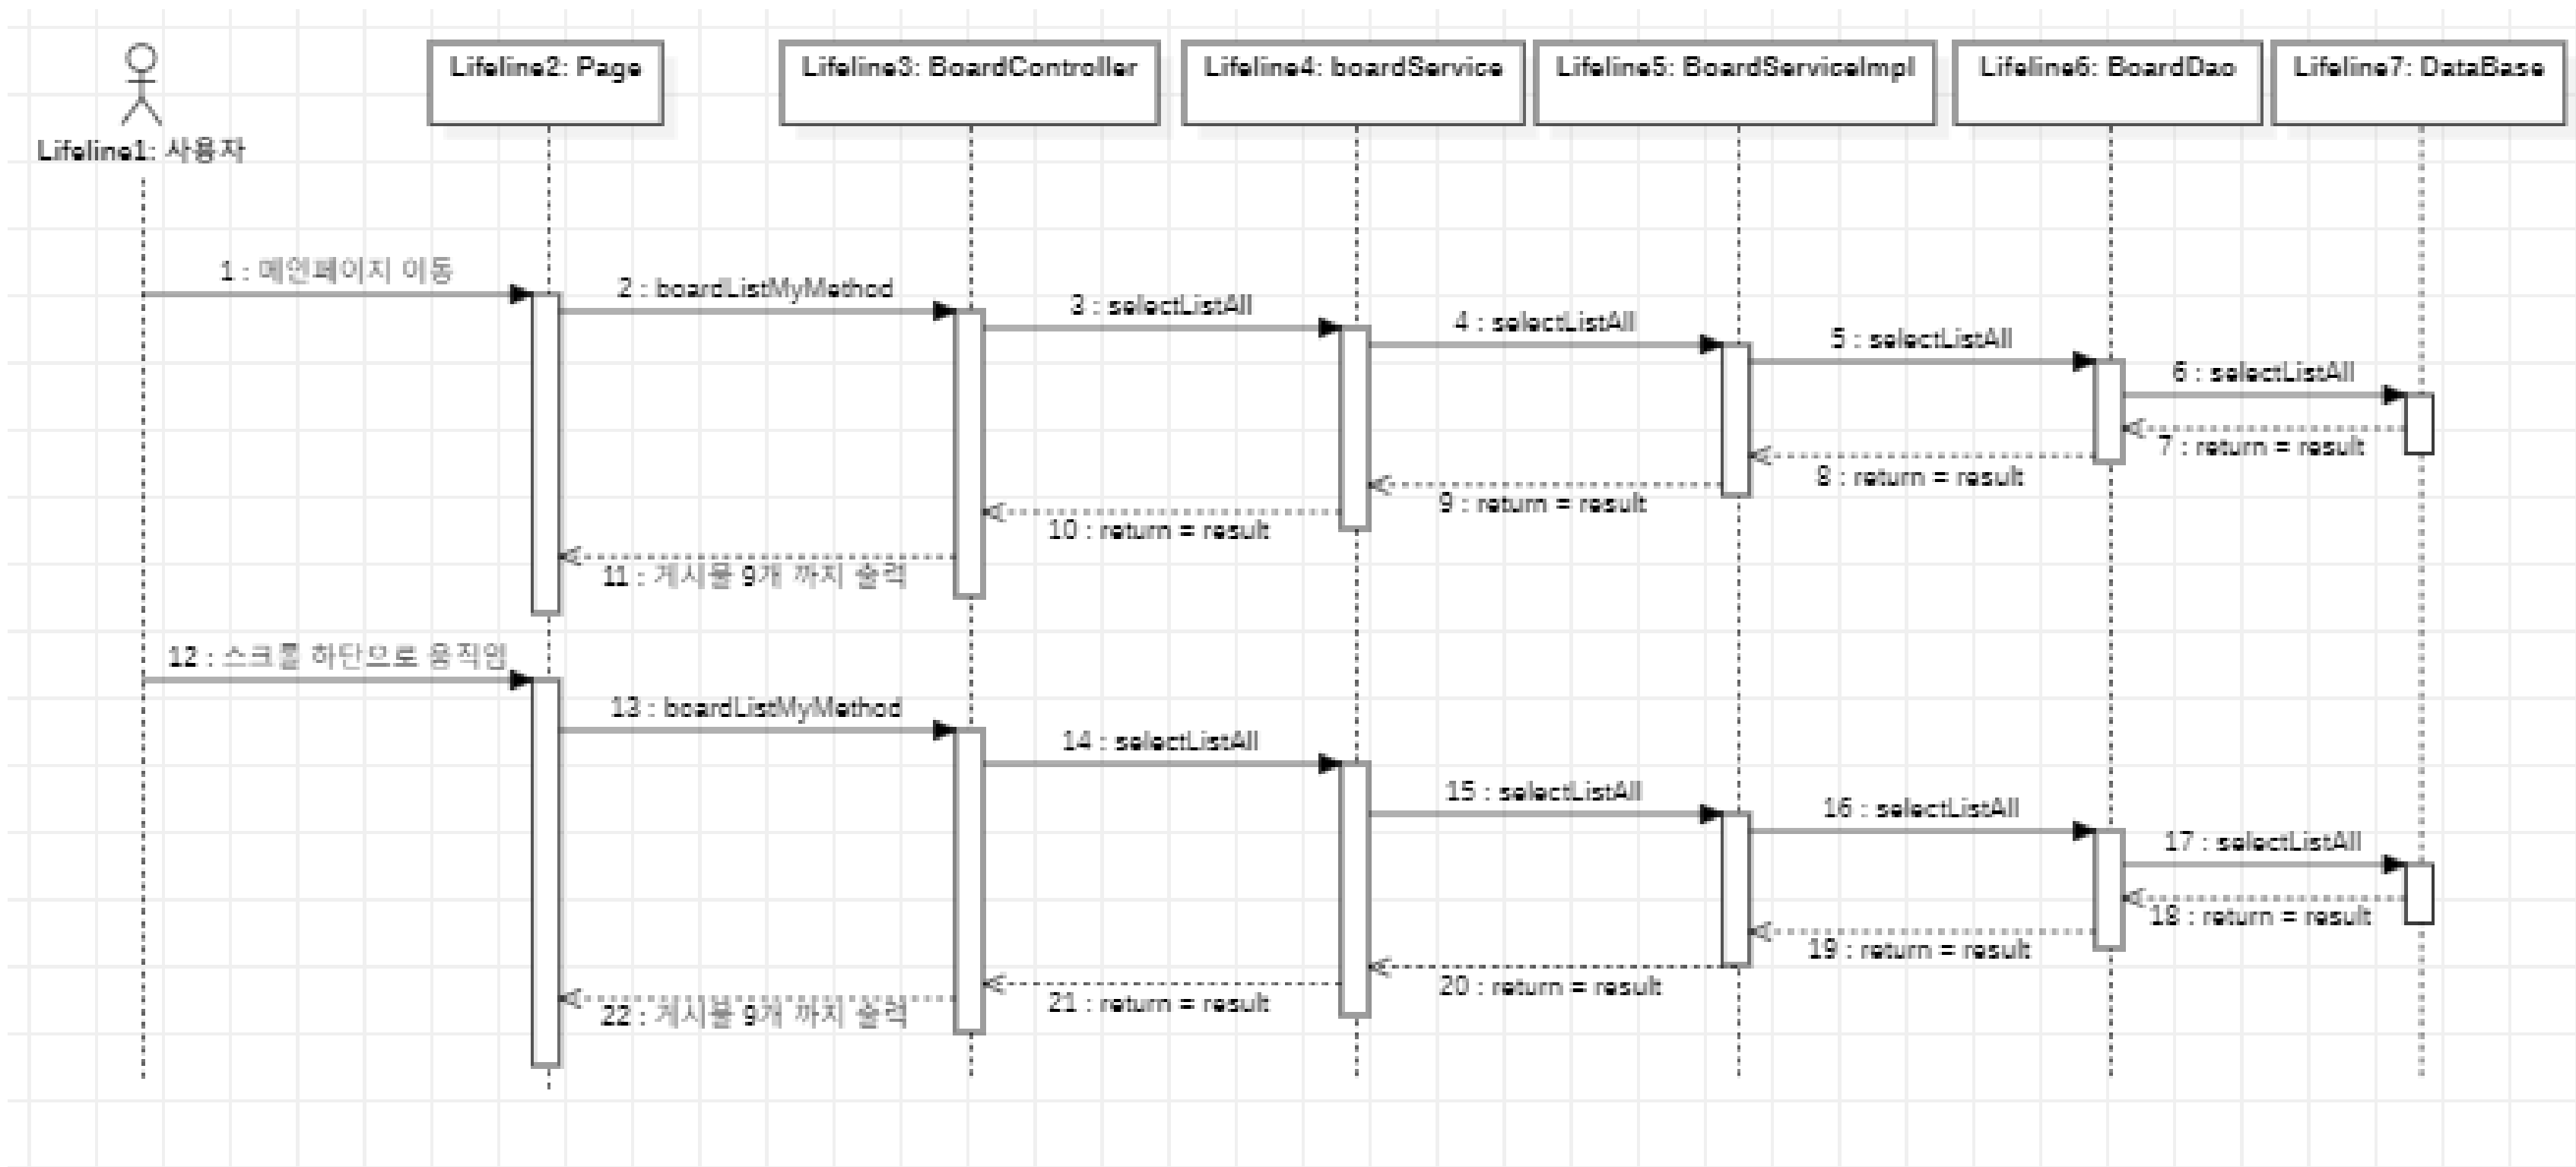 Lifeline1: 사용자
Lifeline2: Page
Lifeline3: BoardController
Lifeline4: boardService
Lifeline5: BoardServiceImpl
Lifeline6: BoardDao
Lifeline7: DataBase
1 : 메인페이지 이동
2 : boardListMyMethod
3 : selectListAll
4 : selectListAll
5 : selectListAll
6 : selectListAll
7 : return = result
8 : return = result
9 : return = result
10 : return = result
11 : 게시물 9개 까지 출력
12 : 스크롤 하단으로 움직임
13 : boardListMyMethod
14 : selectListAll
15 : selectListAll
16 : selectListAll
17 : selectListAll
18 : return = result
19 : return = result
20 : return = result
21 : return = result
22 : 게시물 9개 까지 출력